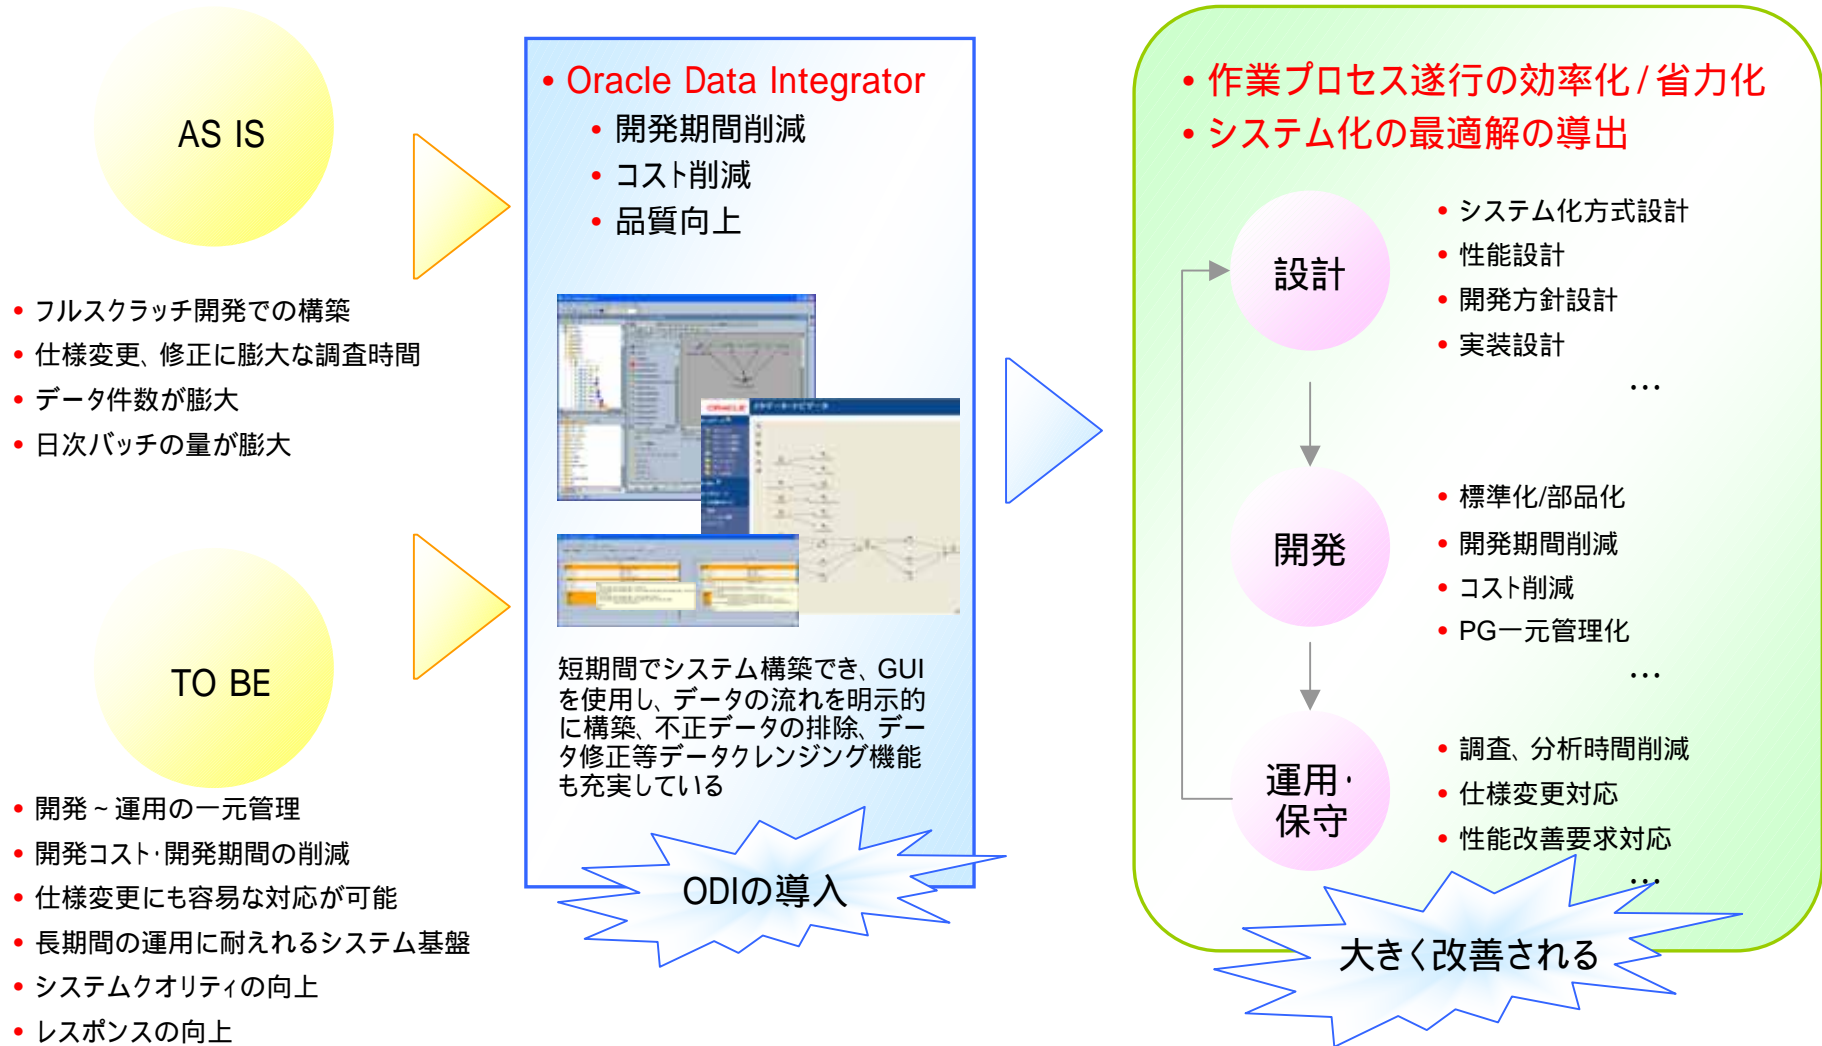 AS IS
• フルスクラッチ開発での構築
• 仕様変更、修正に膨大な調査時間
• データ件数が膨大
• 日次バッチの量が膨大
TO BE
• 開発~運用の一元管理
• 開発コスト・開発期間の削減
• 仕様変更にも容易な対応が可能
• 長期間の運用に耐えれるシステム基盤
• システムクオリティの向上
• レスポンスの向上
• Oracle Data Integrator
• 開発期間削減
• コスト削減
• 品質向上
ORACLE
短期間でシステム構築でき、GUI
を使用し、データの流れを明示的
に構築、不正データの排除、デー
タ修正等データクレンジング機能
も充実している
ODIの導入
• 作業プロセス遂行の効率化/省力化
• システム化の最適解の導出
設計
• システム化方式設計
• 性能設計
• 開発方針設計
• 実装設計
…
開発
• 標準化/部品化
• 開発期間削減
• コスト削減
• PG一元管理化
…
運用・
保守
• 調査、分析時間削減
• 仕様変更対応
• 性能改善要求対応
…
大きく改善される